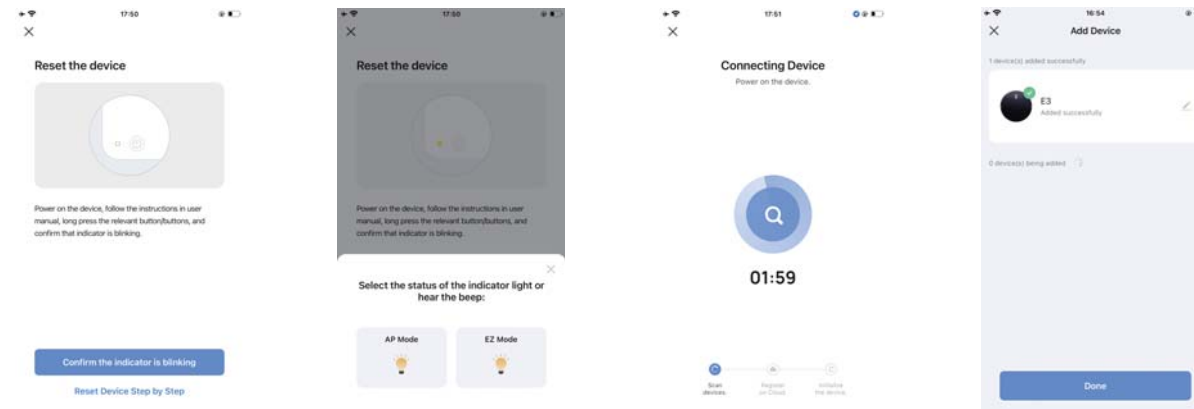 17:50
Reset the device
Power on the device, follow the instructions in user
manual, long press the relevant button/buttons, and
confirm that indicator is blinking.
Confirm the indicator is blinking
Reset Device Step by Step
17:50
Reset the device
Power on the device, follow the instructions in user
manual, long press the relevant button/buttons, and
confirm that indicator is blinking.
Select the status of the indicator light or
hear the beep:
AP Mode
EZ Mode
17:51
Connecting Device
Power on the device.
01:59
Scan
devices.
Register
on Cloud.
Initialize
the device.
16:54
Add Device
1 device(s) added successfully
E3
Added successfully
0 device(s) being added
Done